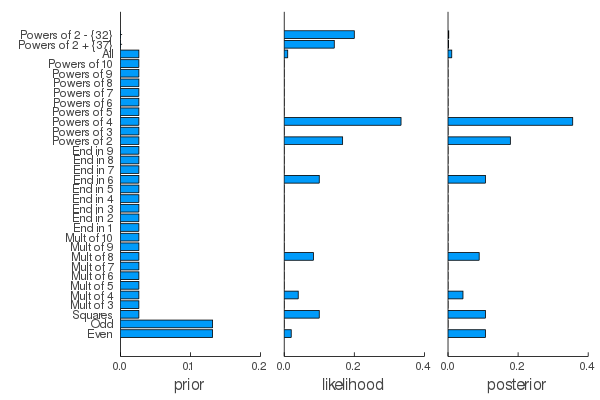 Powers of 2 - {32}
Powers of 2 + {37}
All
Powers of 10
Powers of 9
Powers of 8
Powers of 7
Powers of 6
Powers of 5
Powers of 4
Powers of 3
Powers of 2
End in 9
End in 8
End in 7
End in 6
End in 5
End in 4
End in 3
End in 2
End in 1
Mult of 10
Mult of 9
Mult of 8
Mult of 7
Mult of 6
Mult of 5
Mult of 4
Mult of 3
Squares
Odd
Even
0.0 0.1 0.2
prior
0.0 0.2 0.4
likelihood
0.0 0.2 0.4
posterior